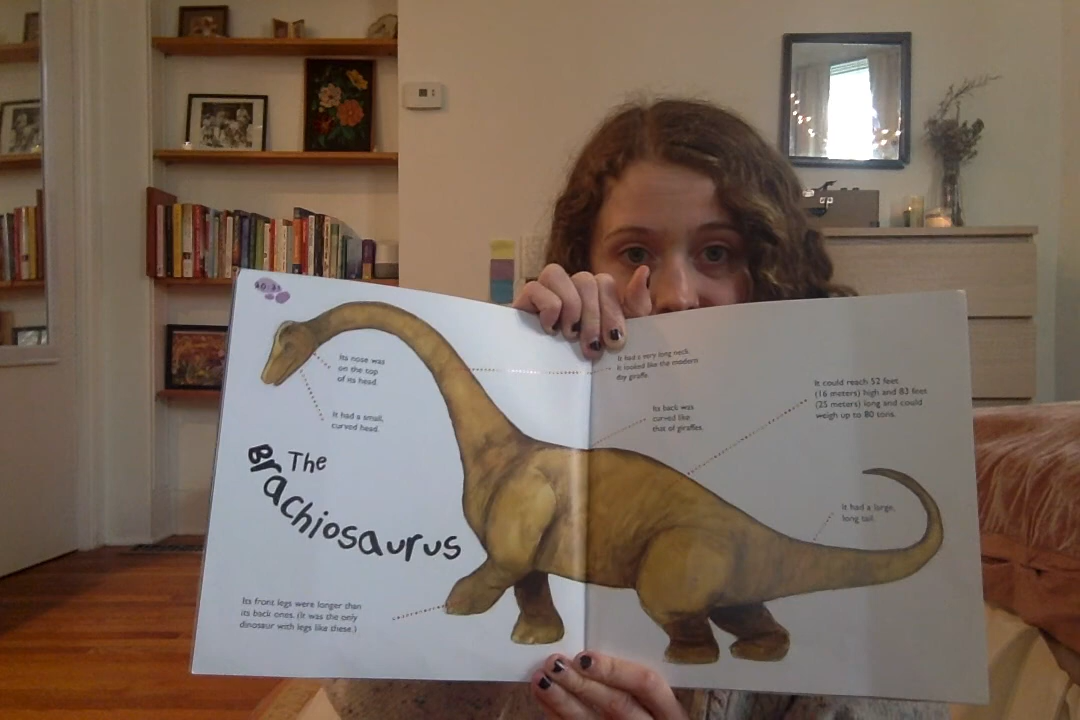 20-21
Its nose was
on the top
of its head.
It had a small,
curved head.
The
Brachiosaurus
Its front legs were longer than
its back ones. (It was the only
dinosaur with legs like these.)
It had a very long neck.
It looked like the modern
day giraffe.
Its back was
curved like
that of giraffes.
It could reach 52 feet
(16 meters) high and 83 feet
(25 meters) long and could
weigh up to 80 tons.
It had a large,
long tail.